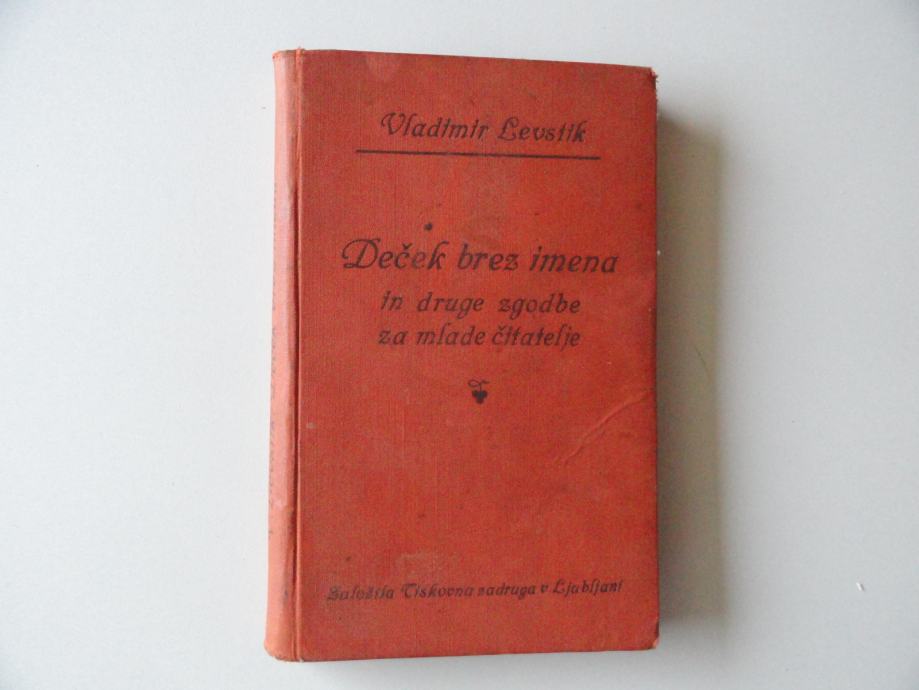 Vladimir Levstik
Deček brez imena
in druge zgodbe
za mlade čitatelje
Založila Tiskovna zadruga v Ljubljani